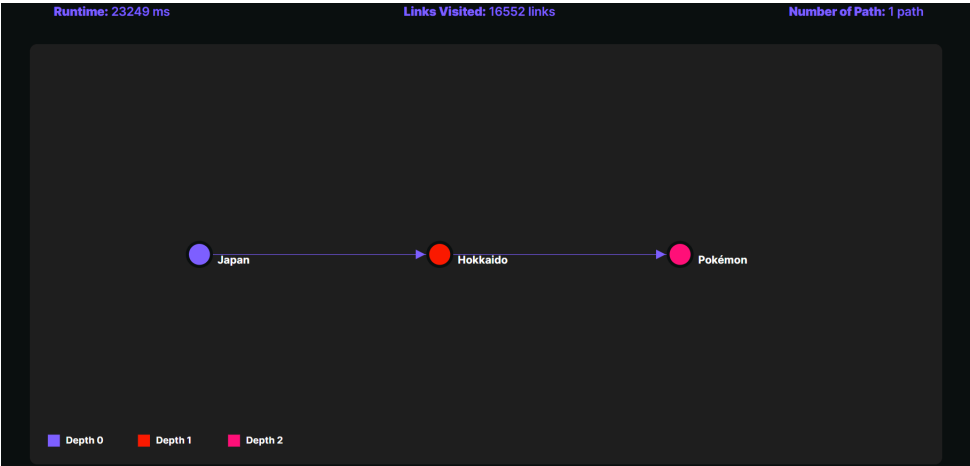 Runtime: 23249 ms Links Visited: 16552 links Number of Path: 1 path
Japan Hokkaido Pokémon
Depth 0 Depth 1 Depth 2